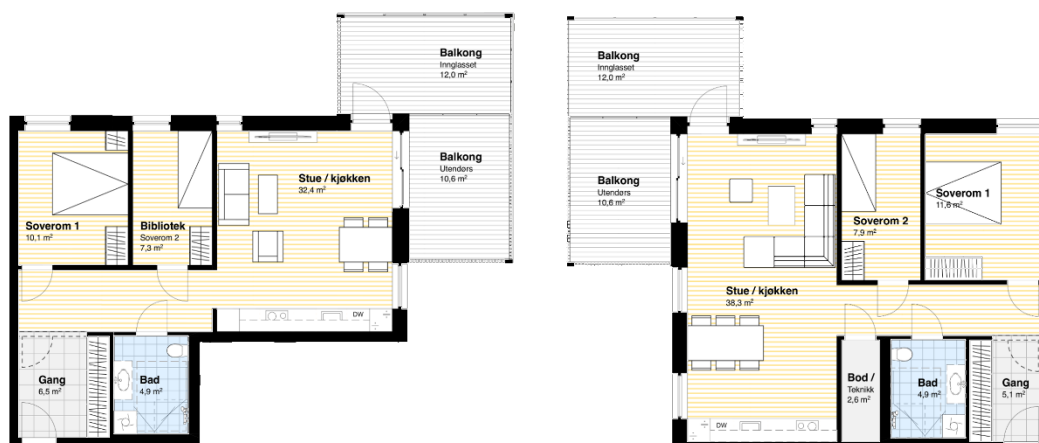 Balkong
Innglasset
12,0 m²
Balkong
Utendørs
10,6 m²
Stue / kjøkken
32,4 m²
Soverom 1
10,1 m²
Bibliotek
Soverom 2
7,3 m²
DW
Gang
6,5 m²
Bad
4,9 m²
Balkong
Innglasset
12,0 m²
Balkong
Utendørs
10,6 m²
Soverom 1
11,6 m²
Soverom 2
7,9 m²
Stue / kjøkken
38,3 m²
Bod /
Teknikk
2,6 m²
Bad
4,9 m²
Gang
5,1 m²
DW